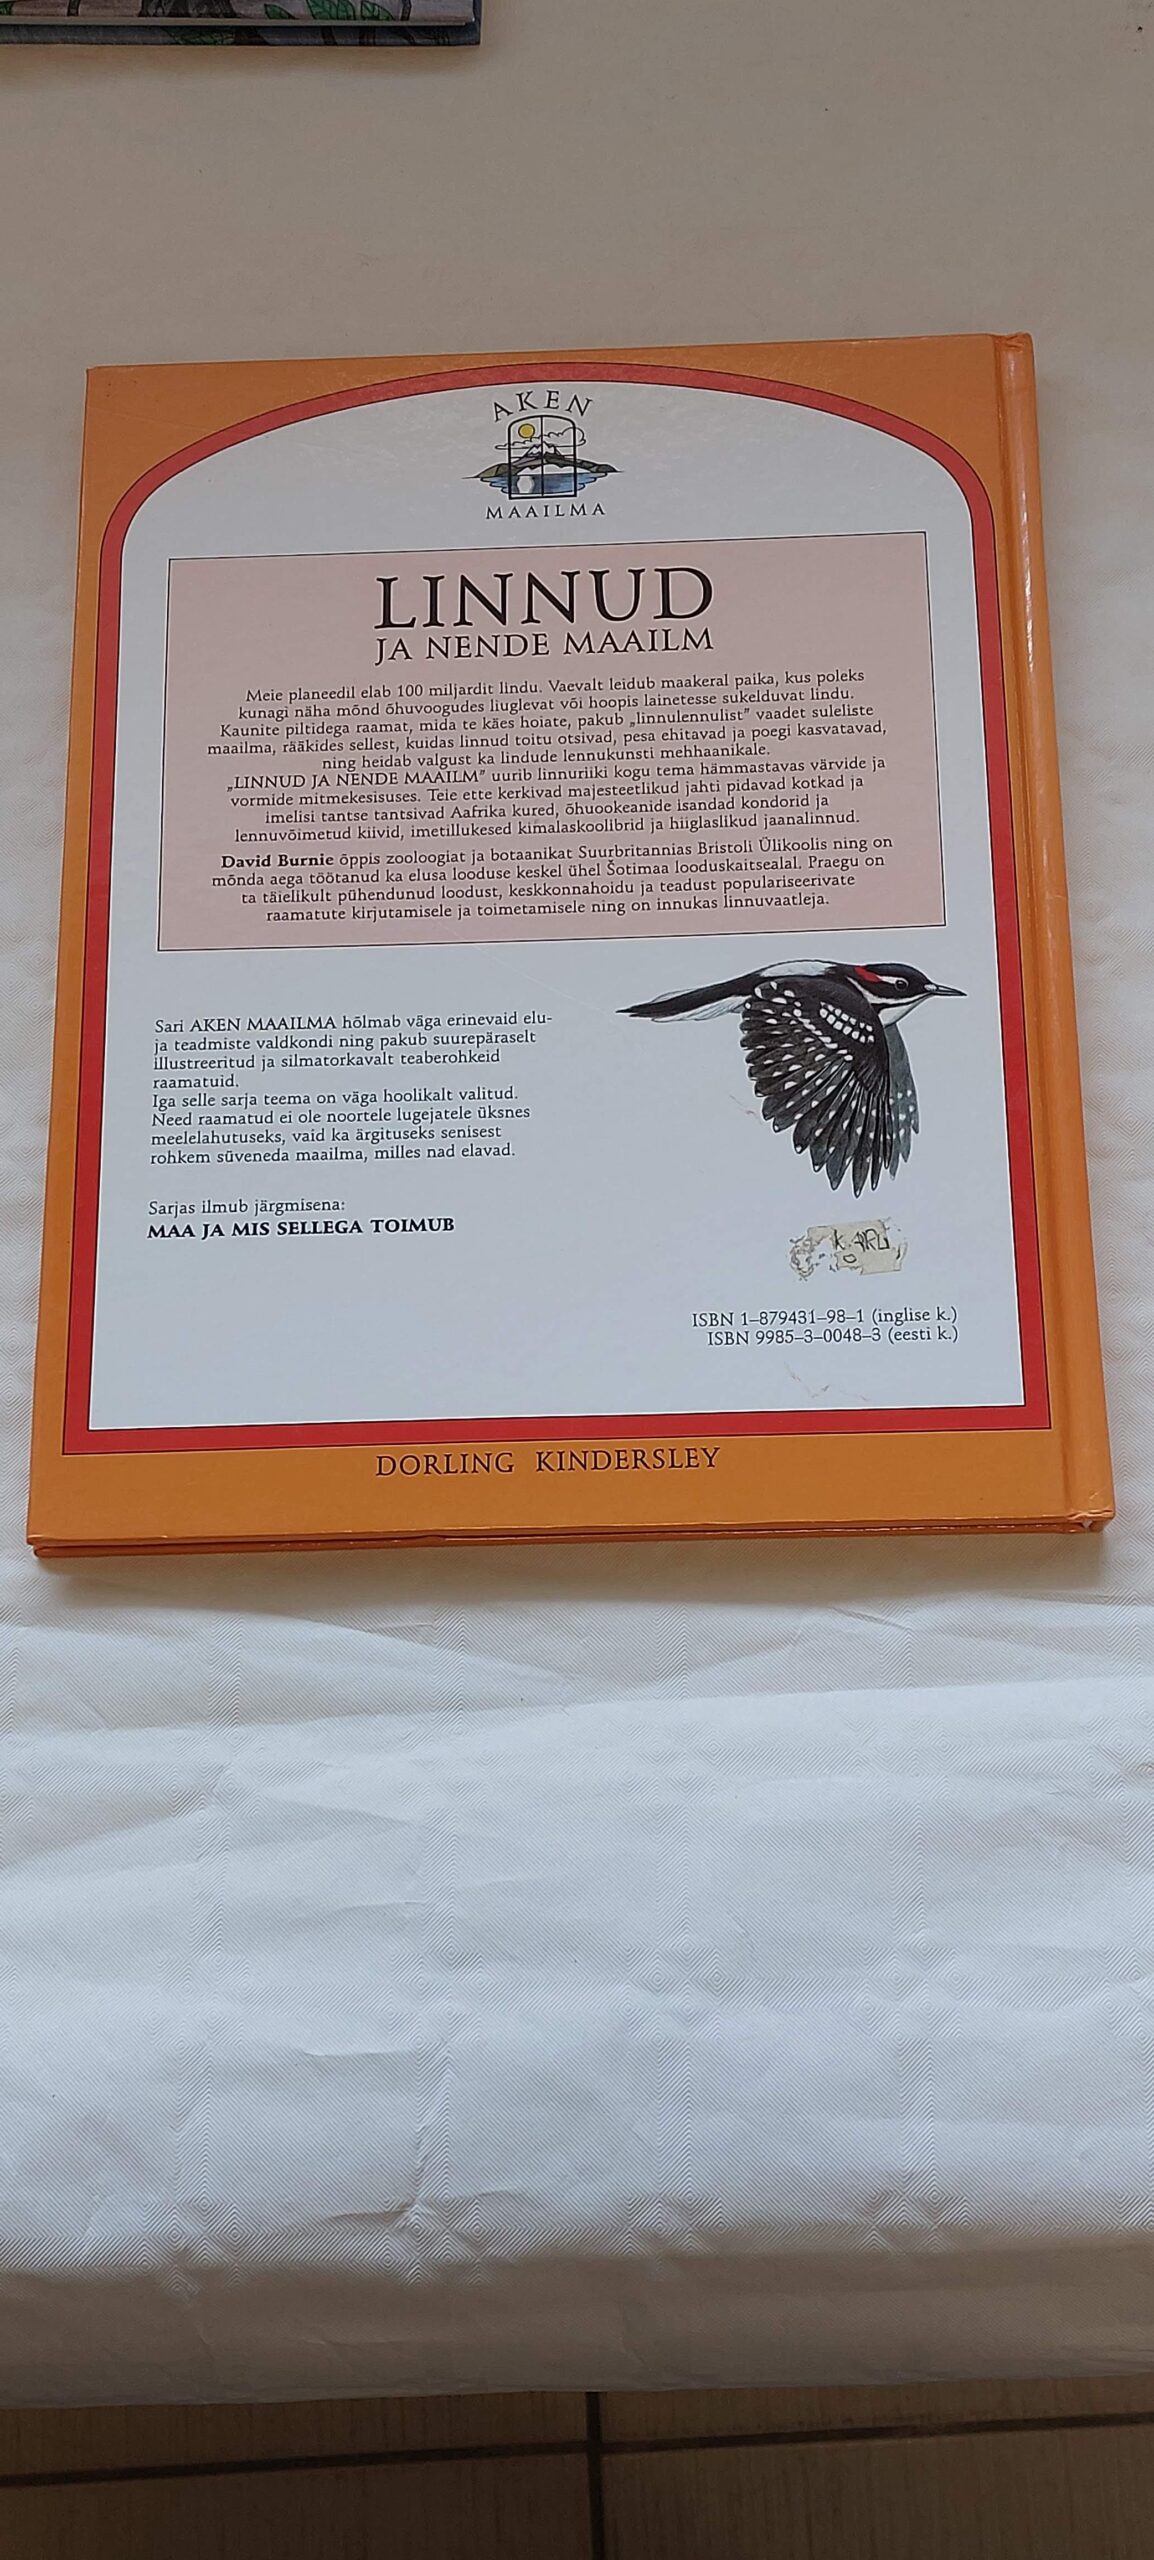 AKEN
MAAILMA
LINNUD
JA NENDE MAAILM
Meie planeedil elab 100 miljardit lindu. Vaevalt leidub maakeral paika, kus poleks
kunagi näha mõnd õhuvoogudes liuglevat või hoopis lainetesse sukelduvat lindu.
Kaunite piltidega raamat, mida te käes hoiate, pakub „linnulennulist” vaadet suleliste
maailma, rääkides sellest, kuidas linnud toitu otsivad, pesa ehitavad ja poegi kasvatavad,
ning heidab valgust ka lindude lennukunsti mehhaanikale.
„LINNUD JA NENDE MAAILM” uurib linnuriiki kogu tema hämmastavas värvide ja
vormide mitmekesisuses. Teie ette kerkivad majesteetlikud jahti pidavad kotkad ja
imelisi tantse tantsivad Aafrika kured, õhuookeanide isandad kondorid ja
lennuvõimetud kiivid, imetillukesed kimalaskoolibrid ja hiiglaslikud jaanalinnud.
David Burnie õppis zooloogiat ja botaanikat Suurbritannias Bristoli Ülikoolis ning on
mõnda aega töötanud ka elusa looduse keskel ühel Šotimaa looduskaitsealal. Praegu on
ta täielikult pühendunud loodust, keskkonnahoidu ja teadust populariseerivate
raamatute kirjutamisele ja toimetamisele ning on innukas linnuvaatleja.
Sari AKEN MAAILMA hõlmab väga erinevaid elu-
ja teadmiste valdkondi ning pakub suurepäraselt
illustreeritud ja silmatorkavalt teaberohkeid
raamatuid.
Iga selle sarja teema on väga hoolikalt valitud.
Need raamatud ei ole noortele lugejatele üksnes
meelelahutuseks, vaid ka ärgituseks senisest
rohkem süveneda maailma, milles nad elavad.
Sarjas ilmub järgmisena:
MAA JA MIS SELLEGA TOIMUB
ISBN 1–879431–98–1 (inglise k.)
ISBN 9985–3–0048–3 (eesti k.)
DORLING KINDERSLEY